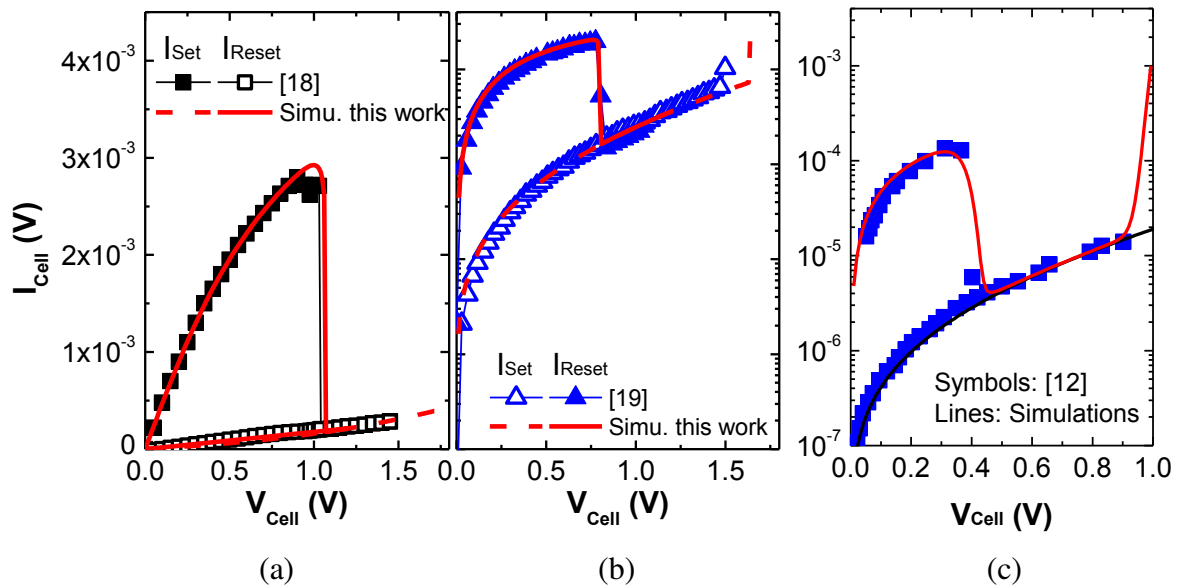 I_Set I_Reset
[18]
Simu. this work
4x10⁻³
3x10⁻³
2x10⁻³
1x10⁻³
0
I_Cell (V)
0.0 0.5 1.0 1.5
V_Cell (V)
(a)
I_Set I_Reset
[19]
Simu. this work
0.0 0.5 1.0 1.5
V_Cell (V)
(b)
10⁻³
10⁻⁴
10⁻⁵
10⁻⁶
10⁻⁷
Symbols: [12]
Lines: Simulations
0.0 0.2 0.4 0.6 0.8 1.0
V_Cell (V)
(c)